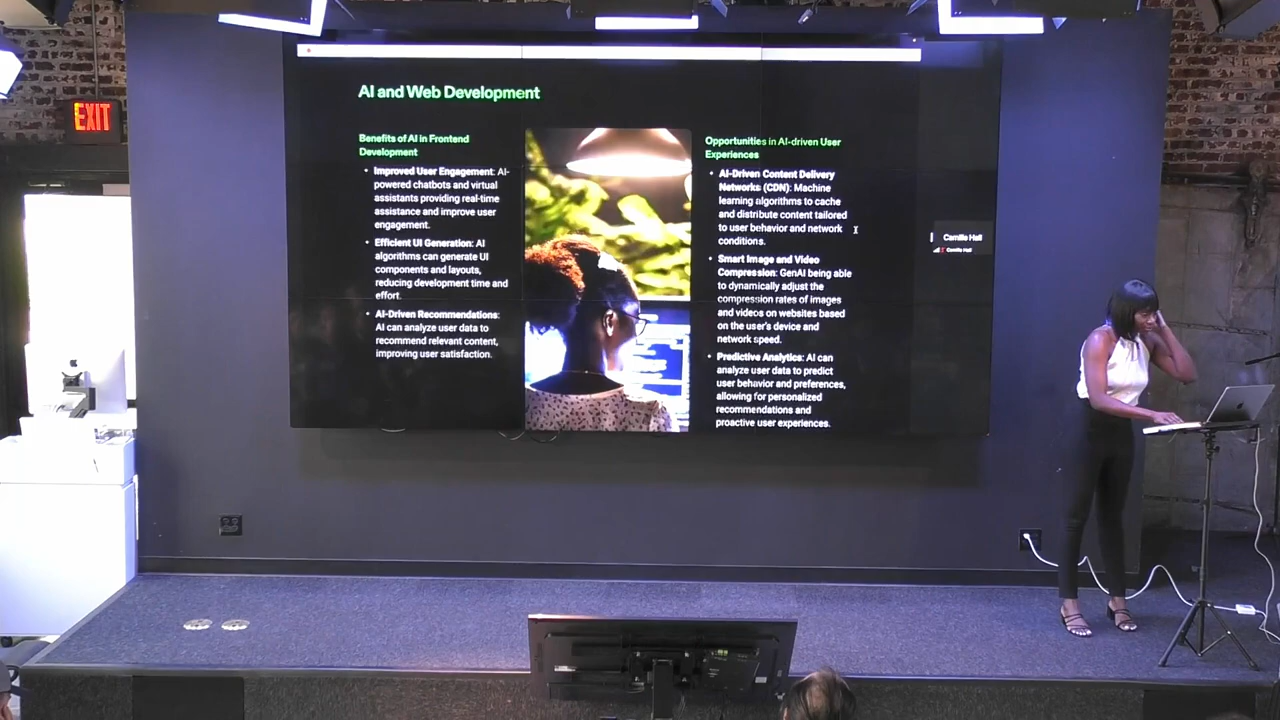 EXIT
AI and Web Development
Benefits of AI in Frontend
Development
• Improved User Engagement: AI-
powered chatbots and virtual
assistants providing real-time
assistance and improve user
engagement.
• Efficient UI Generation: AI
algorithms can generate UI
components and layouts,
reducing development time and
effort.
• AI-Driven Recommendations:
AI can analyze user data to
recommend relevant content,
improving user satisfaction.
Opportunities in AI-driven User
Experiences
• AI-Driven Content Delivery
Networks (CDN): Machine
learning algorithms to cache
and distribute content tailored
to user behavior and network
conditions.
• Smart Image and Video
Compression: GenAI being able
to dynamically adjust the
compression rates of images
and videos on websites based
on the user's device and
network speed.
• Predictive Analytics: AI can
analyze user data to predict
user behavior and preferences,
allowing for personalized
recommendations and
proactive user experiences.
Camille Hall
Camille Hall